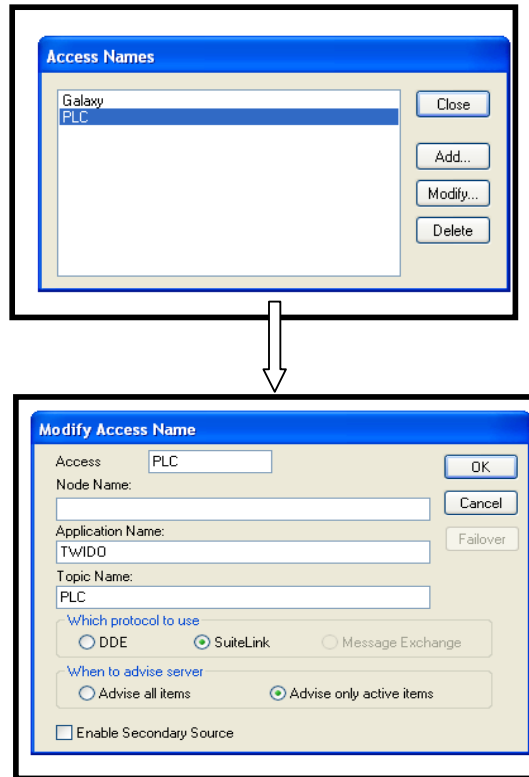 Access Names
Galaxy
PLC
Close
Add...
Modify...
Delete
Modify Access Name
Access PLC
OK
Node Name:
Cancel
Application Name:
TWIDO
Failover
Topic Name:
PLC
Which protocol to use
DDE SuiteLink Message Exchange
When to advise server
Advise all items Advise only active items
Enable Secondary Source